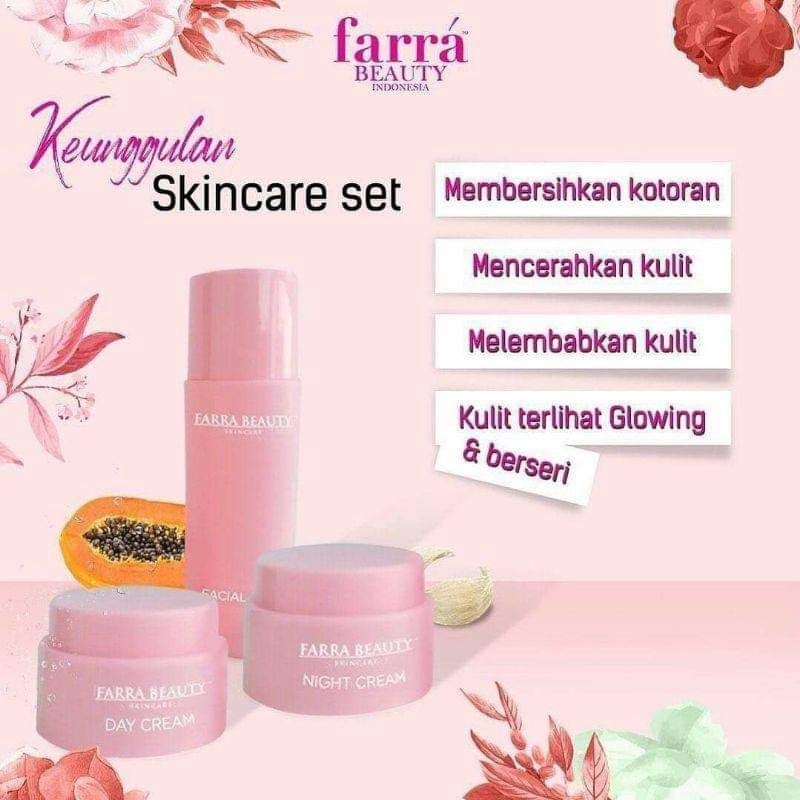 farrá
BEAUTY
INDONESIA
Keunggulan
Skincare set
Membersihkan kotoran
Mencerahkan kulit
Melembabkan kulit
Kulit terlihat Glowing
& berseri
FARRA BEAUTY
SKINCARE
FACIAL
FARRA BEAUTY
SKINCARE
NIGHT CREAM
FARRA BEAUTY
SKINCARE
DAY CREAM